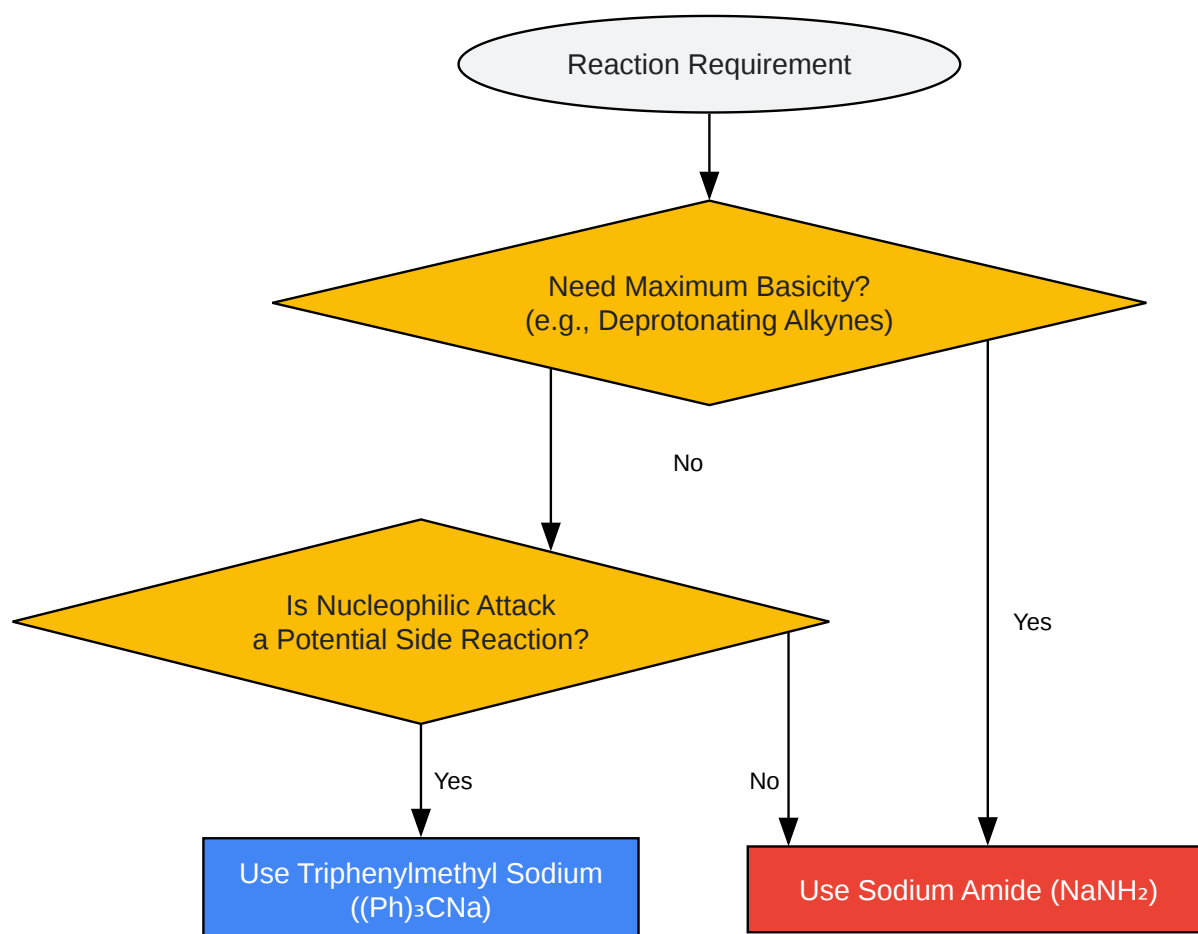 Reaction Requirement
Need Maximum Basicity?
(e.g., Deprotonating Alkynes)
No
Is Nucleophilic Attack
a Potential Side Reaction?
Yes
Yes
No
Use Triphenylmethyl Sodium
((Ph)₃CNa)
Use Sodium Amide (NaNH₂)